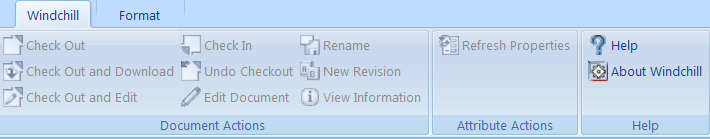 Windchill Format
Check Out Check In Rename Refresh Properties Help
Check Out and Download Undo Checkout New Revision About Windchill
Check Out and Edit Edit Document View Information
Document Actions Attribute Actions Help